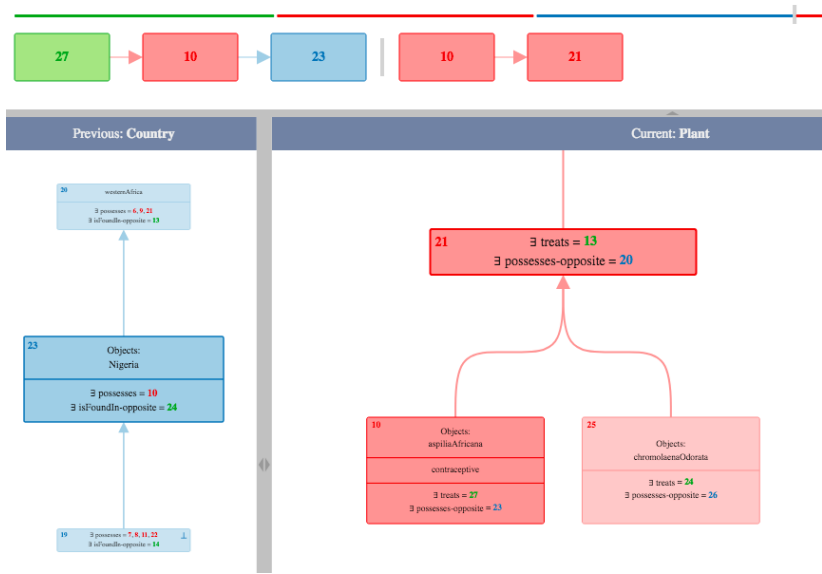 27
10
23
10
21
Previous: Country
Current: Plant
20
westernAfrica
∃ possesses = 6, 9, 21
∃ isFoundIn-opposite = 13
23
Objects:
Nigeria
∃ possesses = 10
∃ isFoundIn-opposite = 24
19
∃ possesses = 7, 8, 11, 22
∃ isFoundIn-opposite = 14
⊥
21
∃ treats = 13
∃ possesses-opposite = 20
10
Objects:
aspiliaAfricana
contraceptive
∃ treats = 27
∃ possesses-opposite = 23
25
Objects:
chromolaenaOdorata
∃ treats = 24
∃ possesses-opposite = 26